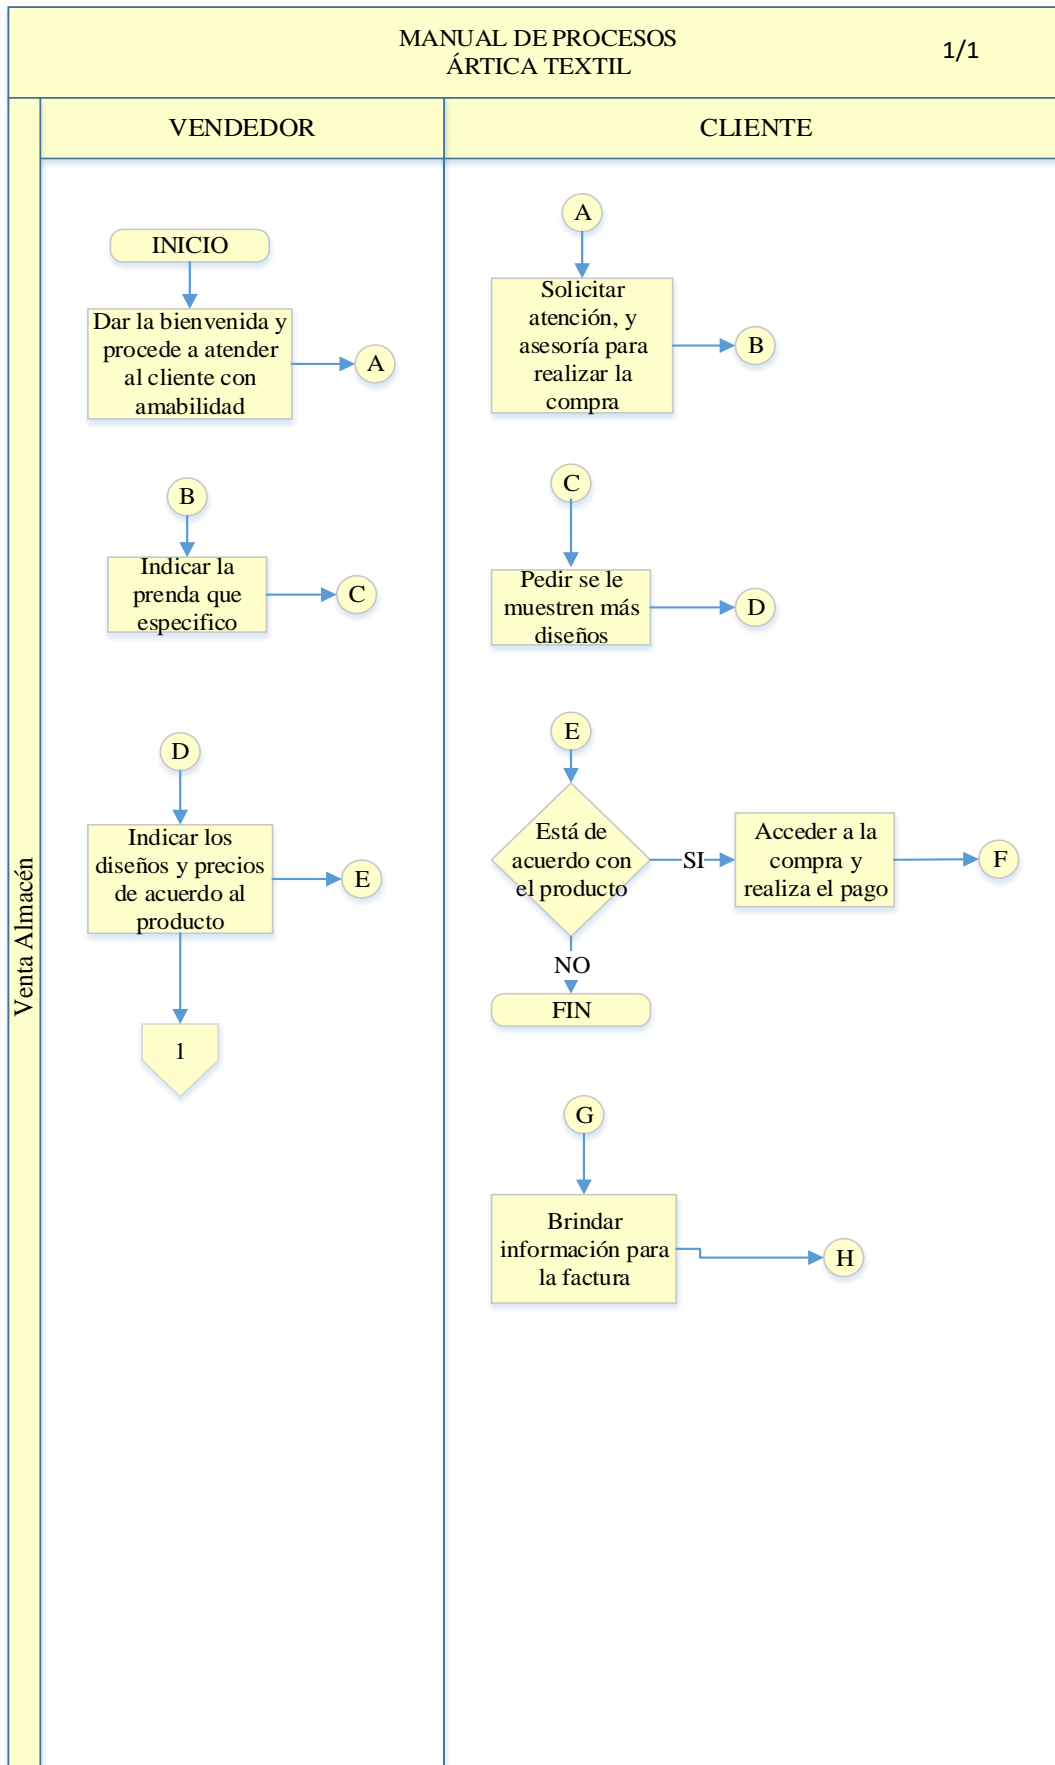 MANUAL DE PROCESOS
ÁRTICA TEXTIL
1/1
VENDEDOR
CLIENTE
Venta Almacén
INICIO
Dar la bienvenida y
procede a atender
al cliente con
amabilidad
A
B
Indicar la
prenda que
especifico
C
D
Indicar los
diseños y precios
de acuerdo al
producto
E
1
A
Solicitar
atención, y
asesoría para
realizar la
compra
B
C
Pedir se le
muestren más
diseños
D
E
Está de
acuerdo con
el producto
SI
Acceder a la
compra y
realiza el pago
F
NO
FIN
G
Brindar
información para
la factura
H